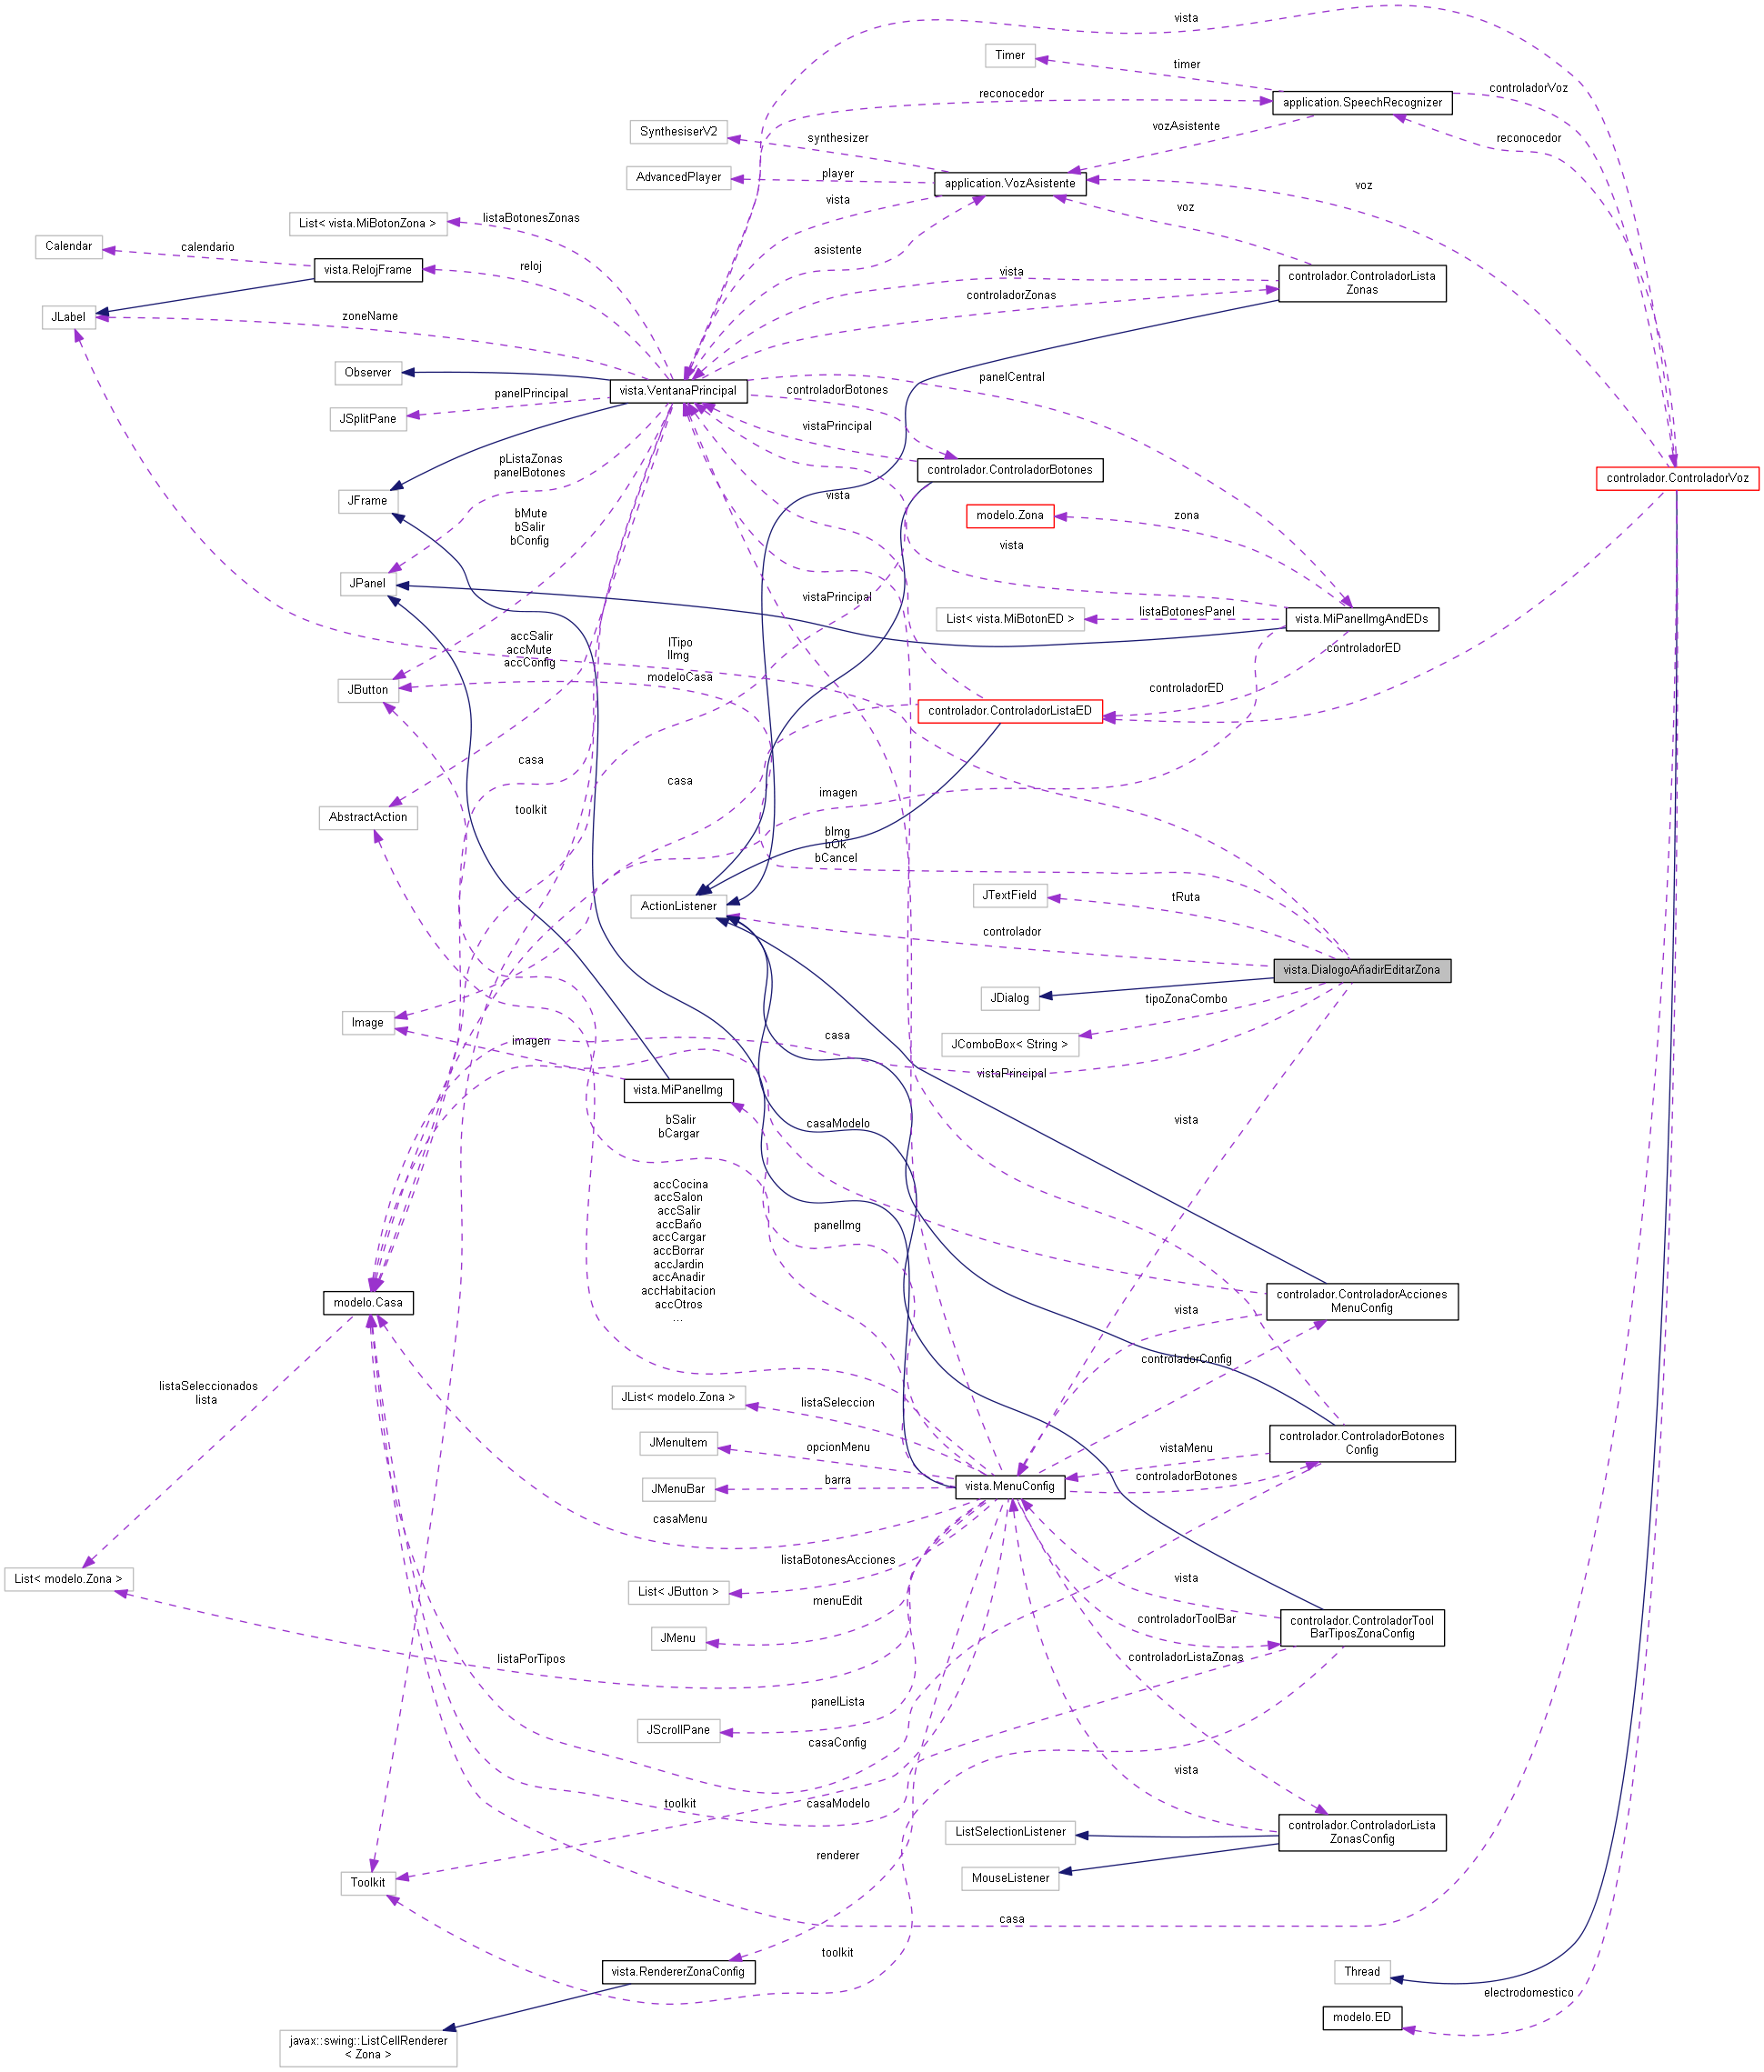 vista
Timer
timer
controladorVoz
reconocedor
application.SpeechRecognizer
SynthesiserV2
synthesizer
vozAsistente
reconocedor
AdvancedPlayer
player
application.VozAsistente
voz
List< vista.MiBotonZona >
listaBotonesZonas
vista
voz
Calendar
calendario
vista.RelojFrame
reloj
asistente
vista
controlador.ControladorLista
Zonas
controladorZonas
JLabel
zoneName
Observer
panelPrincipal
vista.VentanaPrincipal
controladorBotones
panelCentral
JSplitPane
vistaPrincipal
pListaZonas
panelBotones
controlador.ControladorBotones
controlador.ControladorVoz
JFrame
vista
bMute
bSalir
bConfig
modelo.Zona
zona
vista
JPanel
vistaPrincipal
List< vista.MiBotonED >
listaBotonesPanel
vista.MiPanelImgAndEDs
accSalir
accMute
accConfig
lTipo
lImg
modeloCasa
controladorED
JButton
controladorED
controlador.ControladorListaED
casa
casa
imagen
AbstractAction
toolkit
bImg
bOk
bCancel
ActionListener
JTextField
tRuta
controlador
vista.DialogoAñadirEditarZona
JDialog
tipoZonaCombo
Image
imagen
casa
JComboBox< String >
vistaPrincipal
vista.MiPanelImg
bSalir
bCargar
casaModelo
vista
accCocina
accSalon
accSalir
accBaño
accCargar
accBorrar
accJardin
accAnadir
accHabitacion
accOtros
...
panelImg
modelo.Casa
controlador.ControladorAcciones
MenuConfig
vista
controladorConfig
listaSeleccionados
lista
JList< modelo.Zona >
listaSeleccion
JMenuItem
opcionMenu
controlador.ControladorBotones
Config
vistaMenu
JMenuBar
barra
vista.MenuConfig
controladorBotones
casaMenu
List< modelo.Zona >
List< JButton >
listaBotonesAcciones
vista
menuEdit
controladorToolBar
controlador.ControladorTool
BarTiposZonaConfig
JMenu
listaPorTipos
controladorListaZonas
panelLista
JScrollPane
casaConfig
vista
toolkit
casaModelo
ListSelectionListener
controlador.ControladorLista
ZonasConfig
renderer
Toolkit
MouseListener
casa
toolkit
vista.RendererZonaConfig
Thread
electrodomestico
modelo.ED
javax::swing::ListCellRenderer
< Zona >